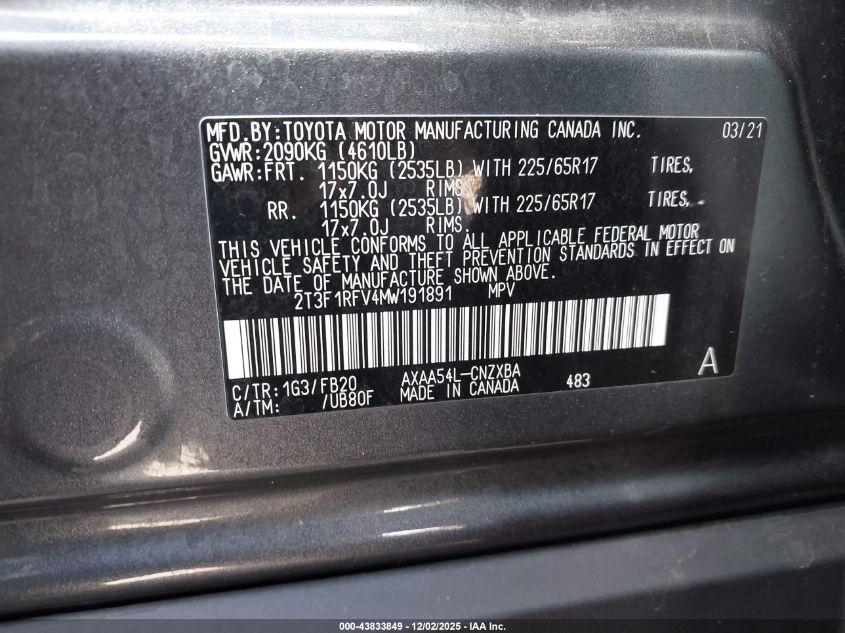 MFD.BY:TOYOTA MOTOR MANUFACTURING CANADA INC. 03/21
GVWR:2090KG (4610LB)
GAWR:FRT. 1150KG (2535LB) WITH 225/65R17 TIRES,
17x7.0J RIMS.
RR. 1150KG (2535LB) WITH 225/65R17 TIRES,
17x7.0J RIMS.
THIS VEHICLE CONFORMS TO ALL APPLICABLE FEDERAL MOTOR
VEHICLE SAFETY AND THEFT PREVENTION STANDARDS IN EFFECT ON
THE DATE OF MANUFACTURE SHOWN ABOVE.
2T3F1RFV4MW191891 MPV
A
C/TR:1G3/FB20 AXAA54L-CNZXBA 483
A/TM: /UB80F MADE IN CANADA
000-43833849 - 12/02/2025 - IAA Inc.